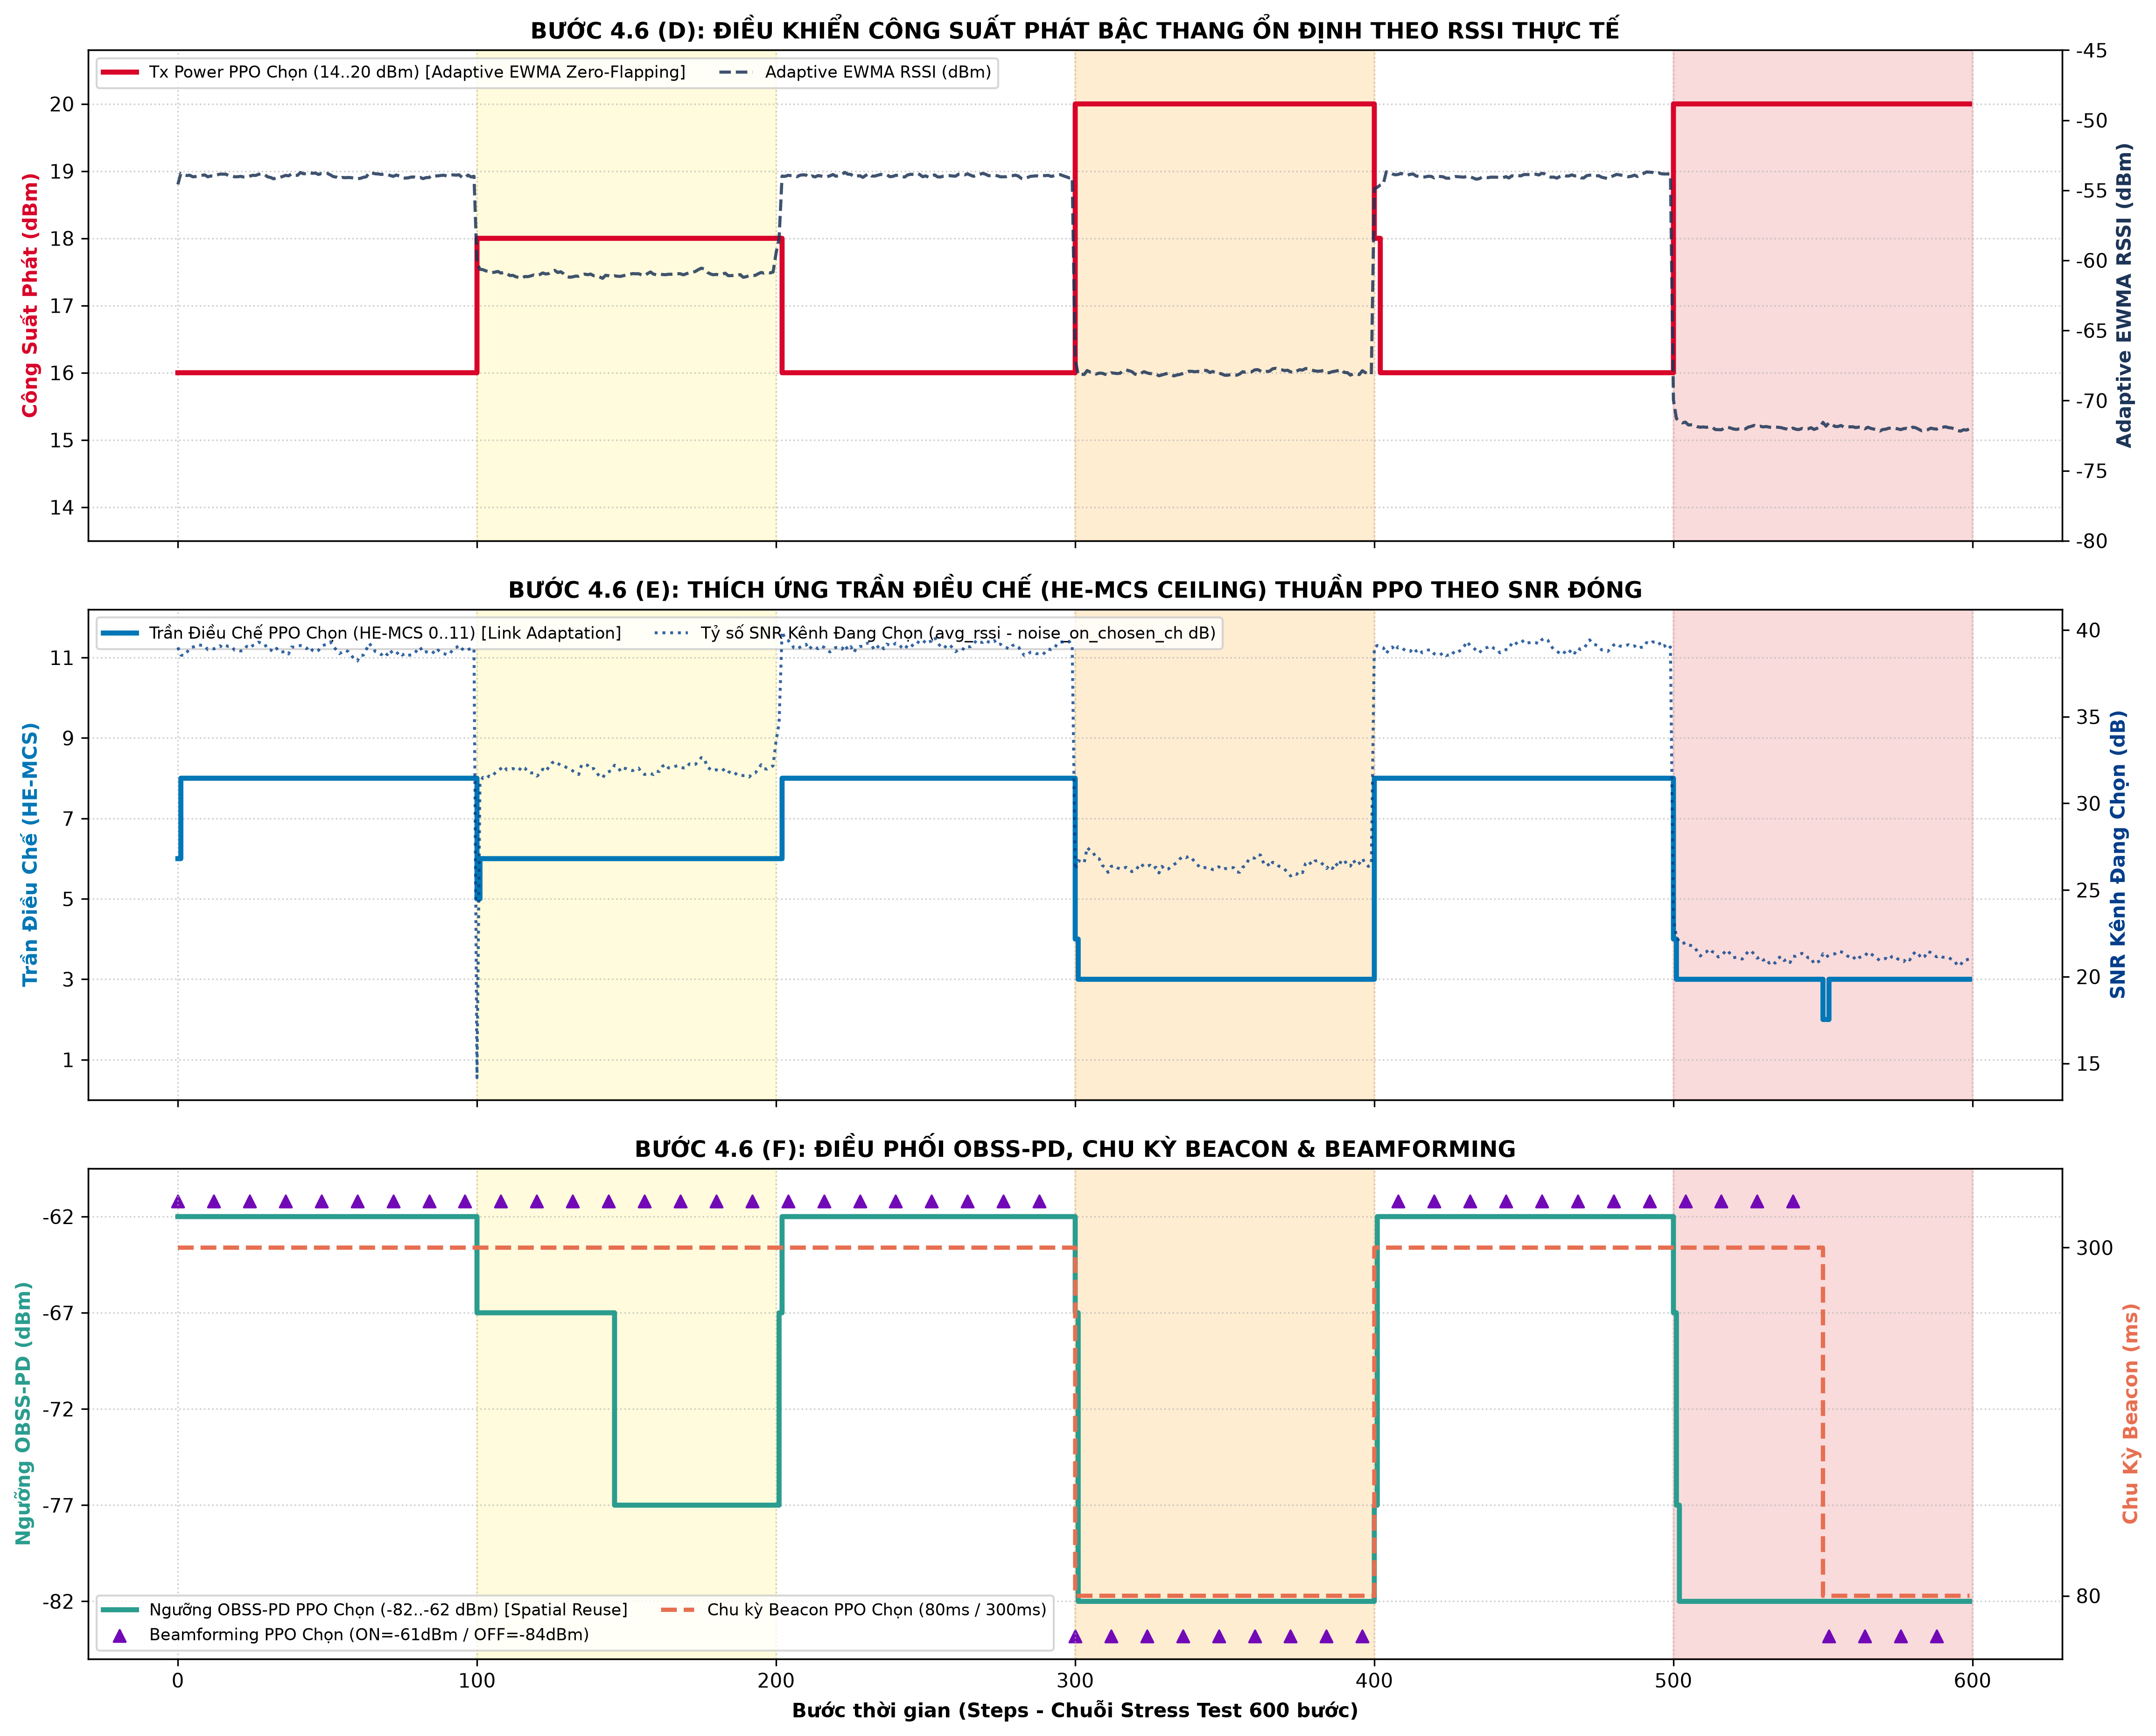 BƯỚC 4.6 (D): ĐIỀU KHIỂN CÔNG SUẤT PHÁT BẬC THANG ỔN ĐỊNH THEO RSSI THỰC TẾ
Tx Power PPO Chọn (14..20 dBm) [Adaptive EWMA Zero-Flapping]
Adaptive EWMA RSSI (dBm)
Công Suất Phát (dBm)
20
19
18
17
16
15
14
-45
-50
-55
-60
-65
-70
-75
-80
Adaptive EWMA RSSI (dBm)
BƯỚC 4.6 (E): THÍCH ỨNG TRẦN ĐIỀU CHẾ (HE-MCS CEILING) THUẦN PPO THEO SNR ĐÓNG
Trần Điều Chế PPO Chọn (HE-MCS 0..11) [Link Adaptation]
Tỷ số SNR Kênh Đang Chọn (avg_rssi - noise_on_chosen_ch dB)
Trần Điều Chế (HE-MCS)
11
9
7
5
3
1
40
35
30
25
20
15
SNR Kênh Đang Chọn (dB)
BƯỚC 4.6 (F): ĐIỀU PHỐI OBSS-PD, CHU KỲ BEACON & BEAMFORMING
Ngưỡng OBSS-PD (dBm)
-62
-67
-72
-77
-82
300
80
Chu Kỳ Beacon (ms)
Ngưỡng OBSS-PD PPO Chọn (-82..-62 dBm) [Spatial Reuse]
Chu kỳ Beacon PPO Chọn (80ms / 300ms)
Beamforming PPO Chọn (ON=-61dBm / OFF=-84dBm)
0
100
200
300
400
500
600
Bước thời gian (Steps - Chuỗi Stress Test 600 bước)